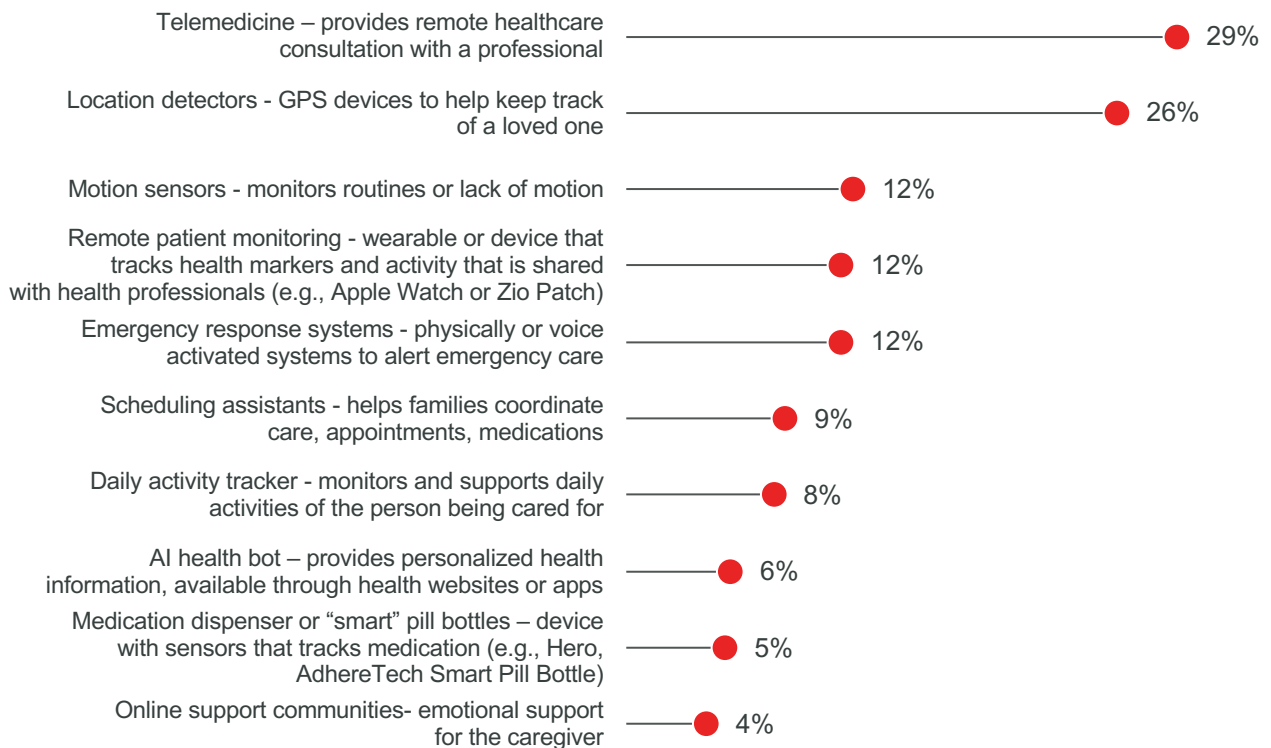 Telemedicine – provides remote healthcare
consultation with a professional
29%
Location detectors - GPS devices to help keep track
of a loved one
26%
Motion sensors - monitors routines or lack of motion
12%
Remote patient monitoring - wearable or device that
tracks health markers and activity that is shared
with health professionals (e.g., Apple Watch or Zio Patch)
12%
Emergency response systems - physically or voice
activated systems to alert emergency care
12%
Scheduling assistants - helps families coordinate
care, appointments, medications
9%
Daily activity tracker - monitors and supports daily
activities of the person being cared for
8%
AI health bot – provides personalized health
information, available through health websites or apps
6%
Medication dispenser or “smart” pill bottles – device
with sensors that tracks medication (e.g., Hero,
AdhereTech Smart Pill Bottle)
5%
Online support communities- emotional support
for the caregiver
4%